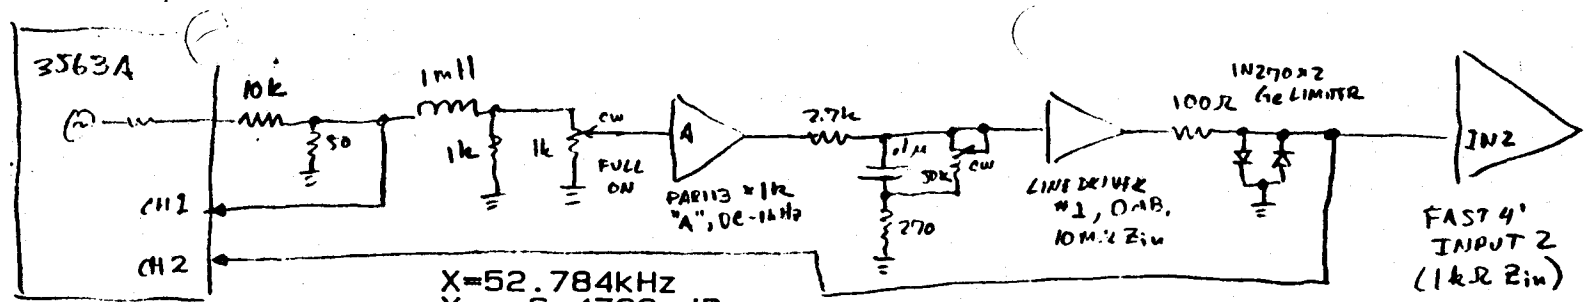 3563A
10k
50
CH1
CH2
1mH
1k
1k
CW
FULL
ON
A
PAR113 × 1k
"A", DC-1kHz
2.7k
.1µ
50k
CW
270
LINE DRIVER
#1, 0dB,
10MΩ Zin
100Ω
1N270×2
Ge LIMITER
IN2
FAST 4'
INPUT 2
(1kΩ Zin)
X=52.784kHz